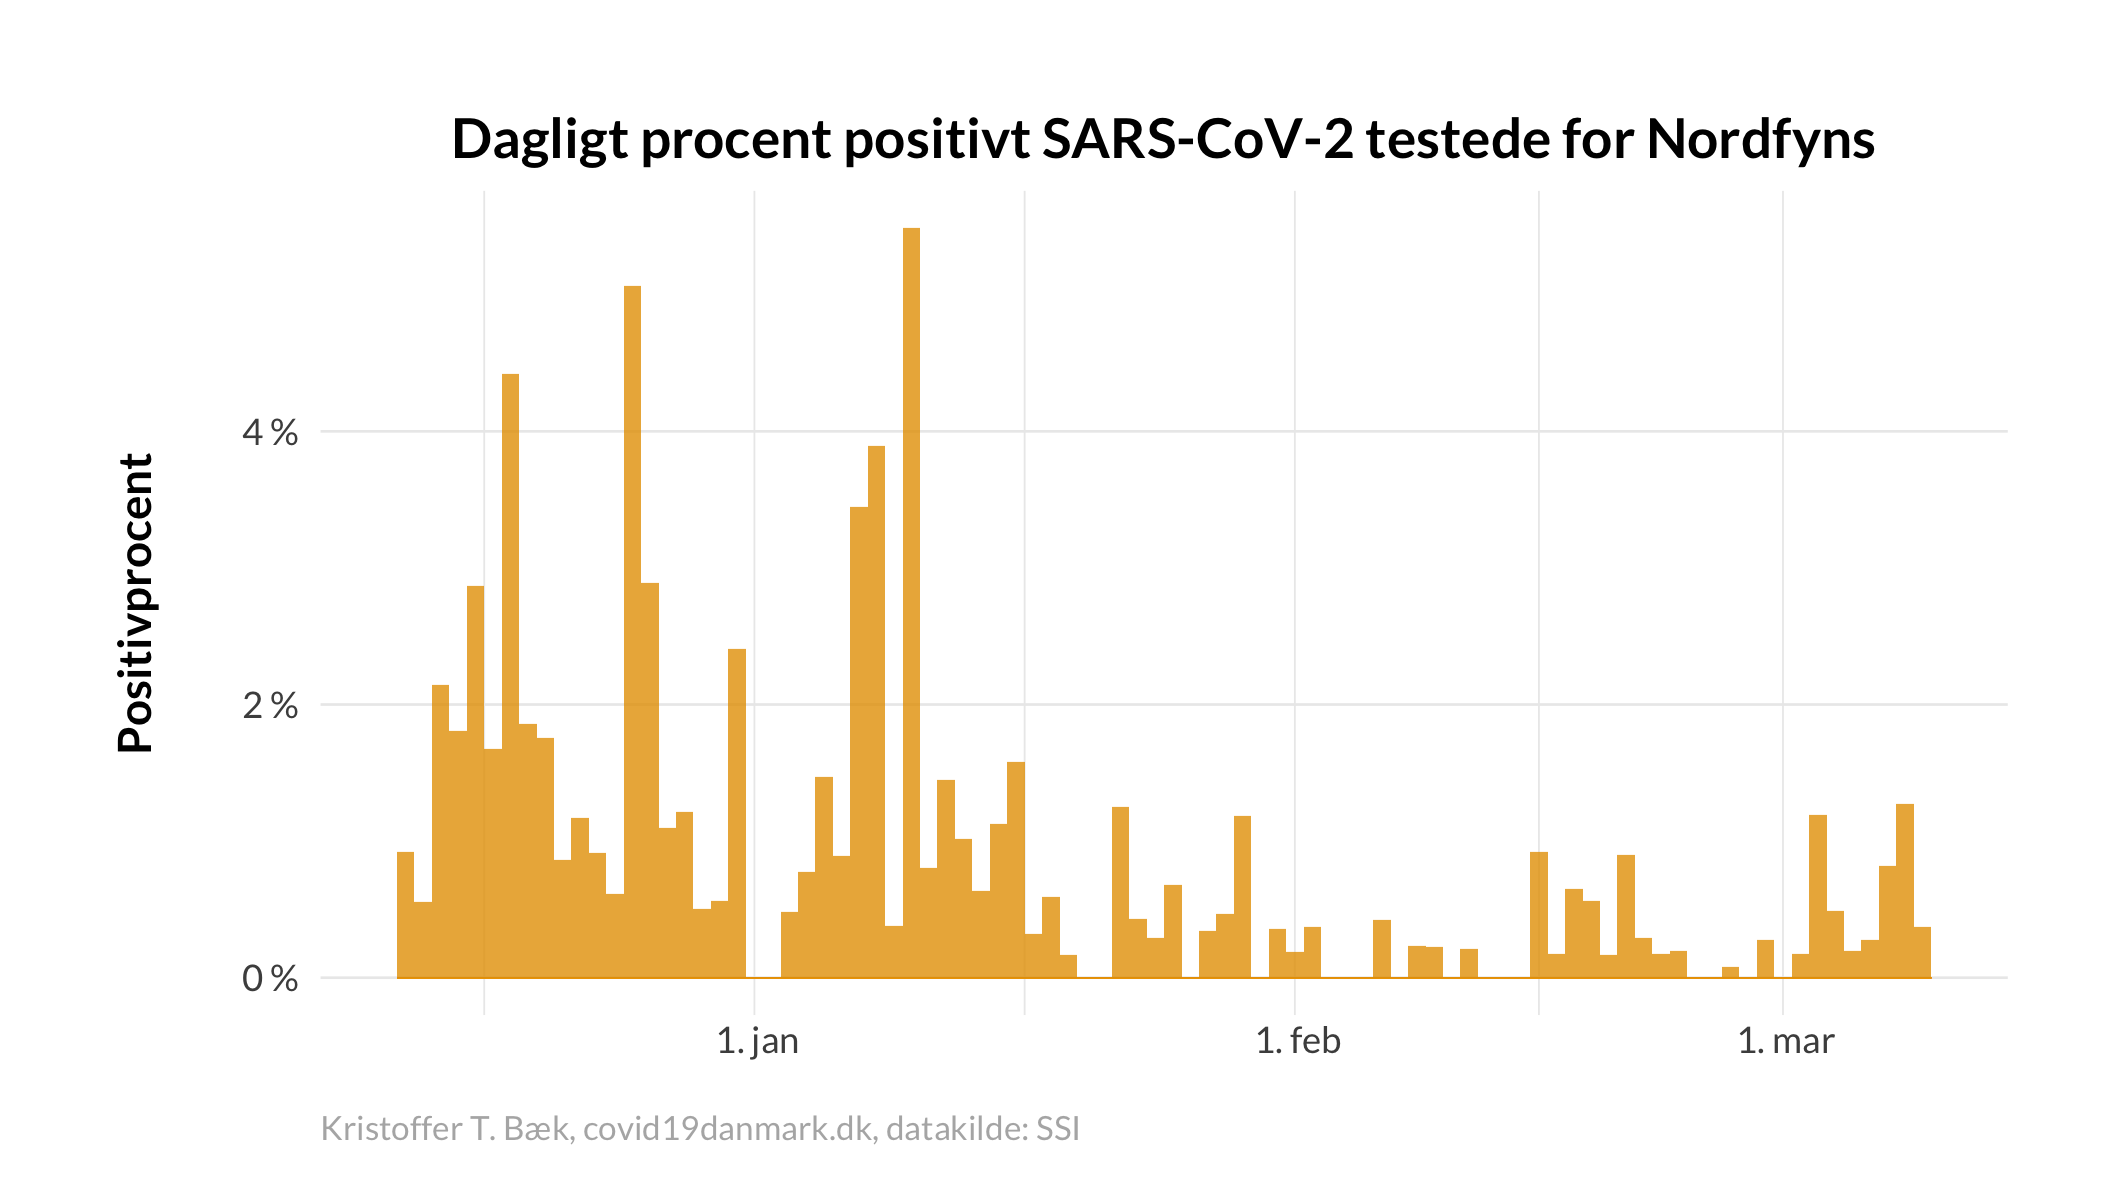 Dagligt procent positivt SARS-CoV-2 testede for Nordfyns
Positivprocent
4 %
2 %
0 %
1. jan
1. feb
1. mar
Kristoffer T. Bæk, covid19danmark.dk, datakilde: SSI